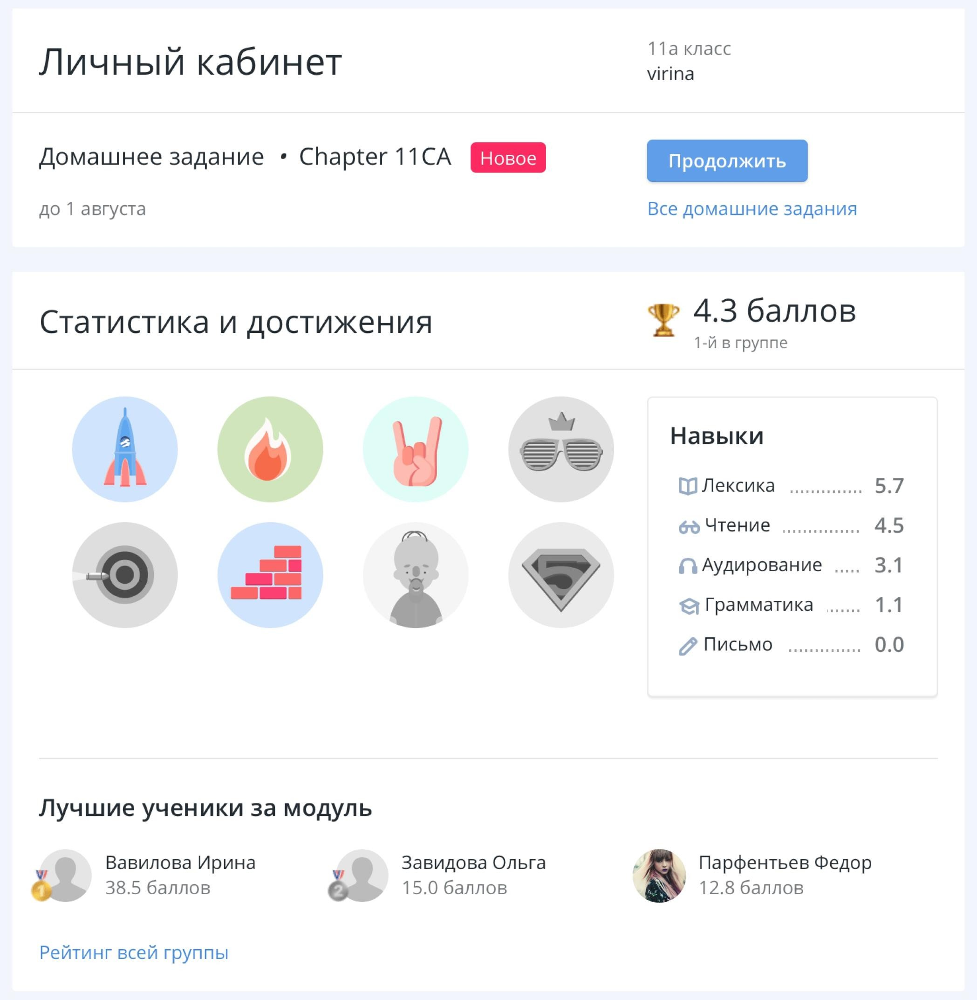 Личный кабинет
11а класс
virina
Домашнее задание • Chapter 11CA Новое
Продолжить
до 1 августа
Все домашние задания
Статистика и достижения
4.3 баллов
1-й в группе
5
Навыки
Лексика .............. 5.7
Чтение .............. 4.5
Аудирование ..... 3.1
Грамматика ...... 1.1
Письмо .............. 0.0
Лучшие ученики за модуль
1
Вавилова Ирина
38.5 баллов
2
Завидова Ольга
15.0 баллов
Парфентьев Федор
12.8 баллов
Рейтинг всей группы